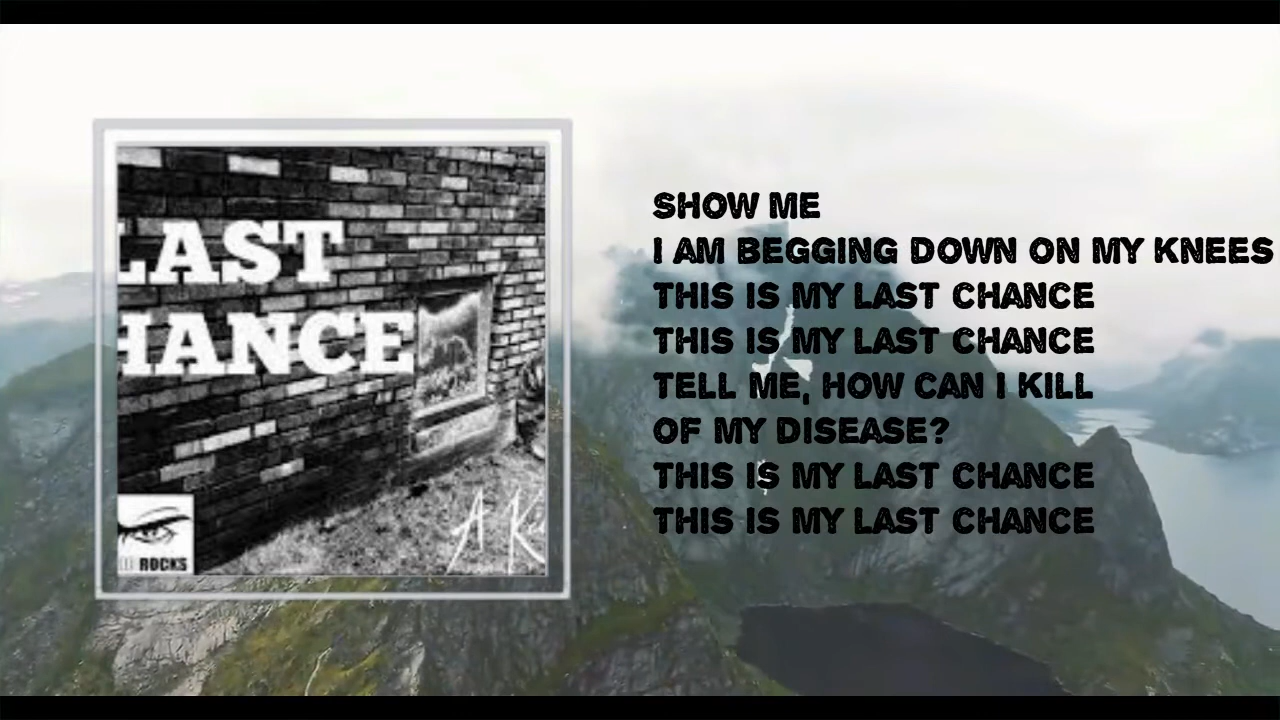 LAST
HANCE
ROCKS
SHOW ME
I AM BEGGING DOWN ON MY KNEES
THIS IS MY LAST CHANCE
THIS IS MY LAST CHANCE
TELL ME, HOW CAN I KILL
OF MY DISEASE?
THIS IS MY LAST CHANCE
THIS IS MY LAST CHANCE